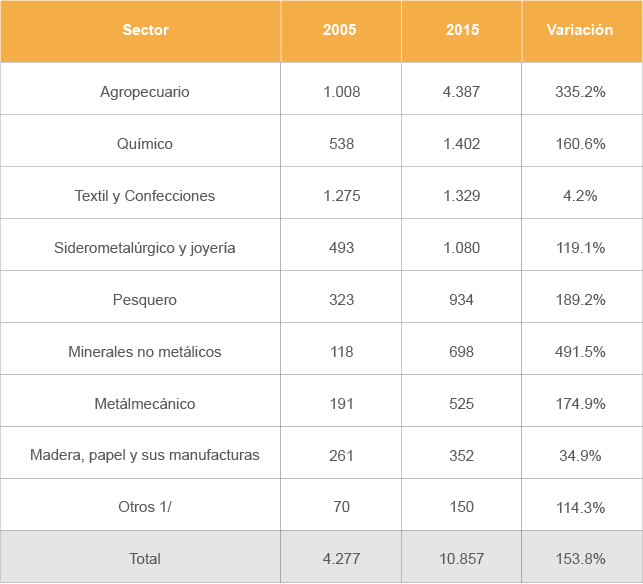 Sector 2005 2015 Variación
Agropecuario 1.008 4.387 335.2%
Químico 538 1.402 160.6%
Textil y Confecciones 1.275 1.329 4.2%
Siderometalúrgico y joyería 493 1.080 119.1%
Pesquero 323 934 189.2%
Minerales no metálicos 118 698 491.5%
Metálmecánico 191 525 174.9%
Madera, papel y sus manufacturas 261 352 34.9%
Otros 1/ 70 150 114.3%
Total 4.277 10.857 153.8%